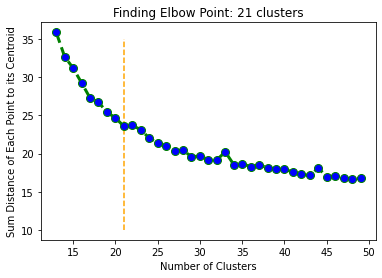 Finding Elbow Point: 21 clusters
Sum Distance of Each Point to its Centroid
35
30
25
20
15
10
15 20 25 30 35 40 45 50
Number of Clusters